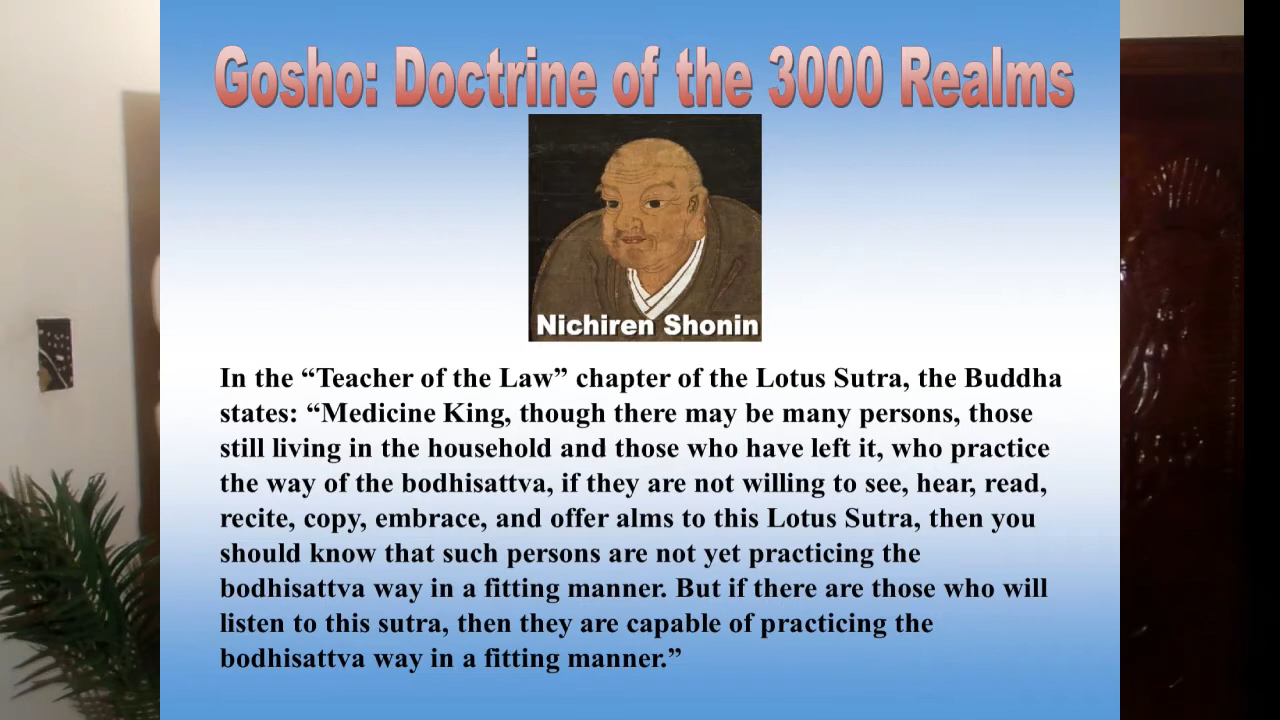 Gosho: Doctrine of the 3000 Realms
Nichiren Shonin
In the “Teacher of the Law” chapter of the Lotus Sutra, the Buddha
states: “Medicine King, though there may be many persons, those
still living in the household and those who have left it, who practice
the way of the bodhisattva, if they are not willing to see, hear, read,
recite, copy, embrace, and offer alms to this Lotus Sutra, then you
should know that such persons are not yet practicing the
bodhisattva way in a fitting manner. But if there are those who will
listen to this sutra, then they are capable of practicing the
bodhisattva way in a fitting manner.”